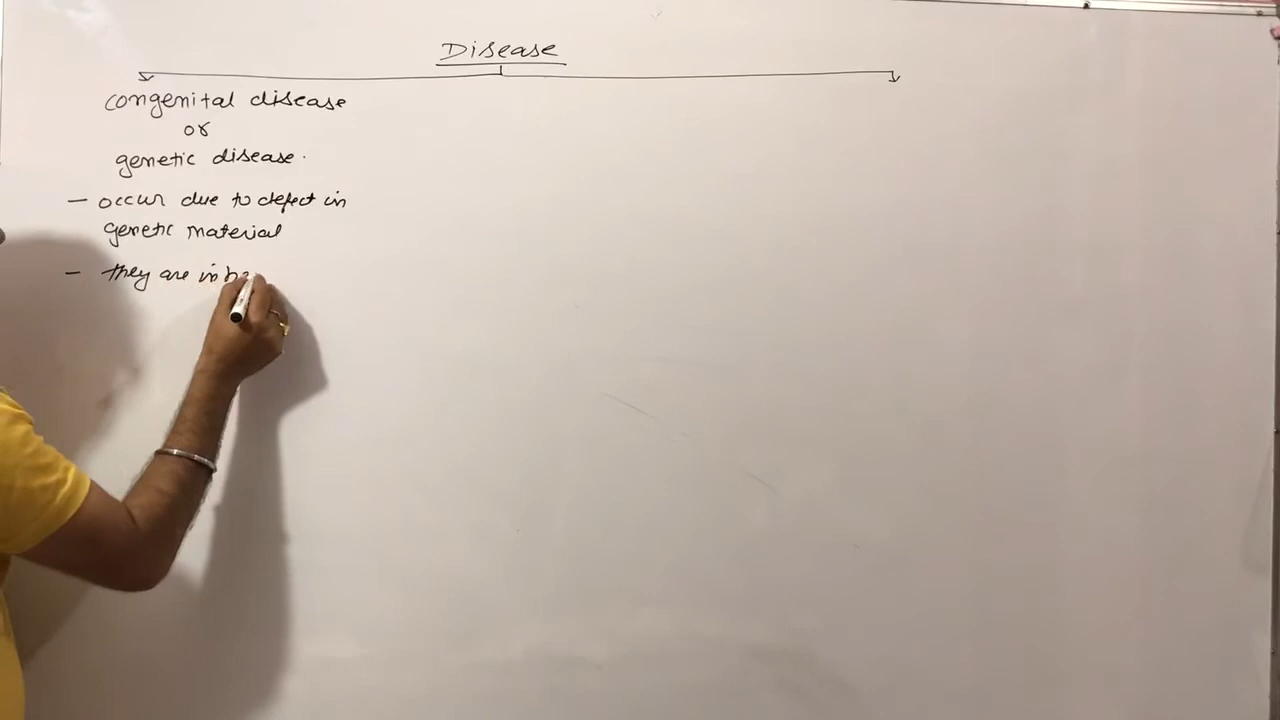 Disease
congenital disease
or
genetic disease.
- occur due to defect in
genetic material
- they are in